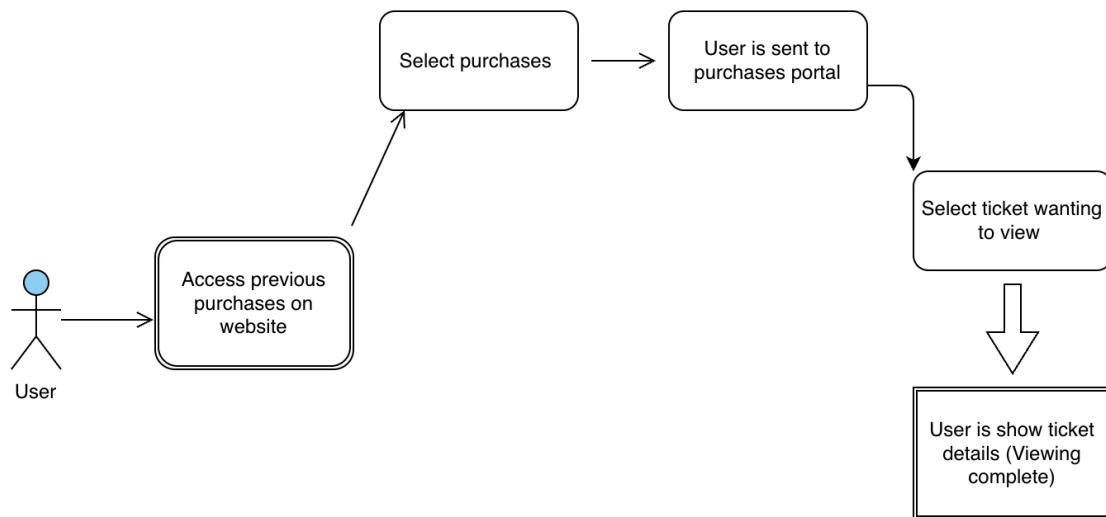 User
Access previous
purchases on
website
Select purchases
User is sent to
purchases portal
Select ticket wanting
to view
User is show ticket
details (Viewing
complete)